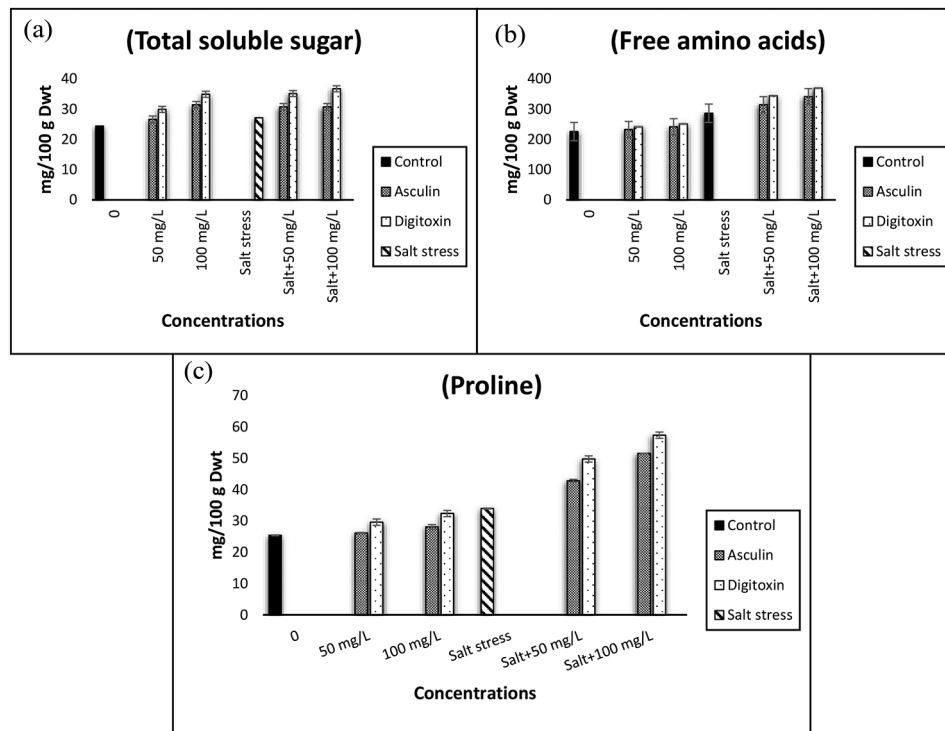 (a)
(Total soluble sugar)
mg/100 g Dwt
40
30
20
10
0
0
50 mg/L
100 mg/L
Salt stress
Salt+50 mg/L
Salt+100 mg/L
Concentrations
Control
Asculin
Digitoxin
Salt stress
(b)
(Free amino acids)
mg/100 g Dwt
400
300
200
100
0
0
50 mg/L
100 mg/L
Salt stress
Salt+50 mg/L
Salt+100 mg/L
Concentrations
Control
Asculin
Digitoxin
Salt stress
(c)
(Proline)
mg/100 g Dwt
70
60
50
40
30
20
10
0
0
50 mg/L
100 mg/L
Salt stress
Salt+50 mg/L
Salt+100 mg/L
Concentrations
Control
Asculin
Digitoxin
Salt stress